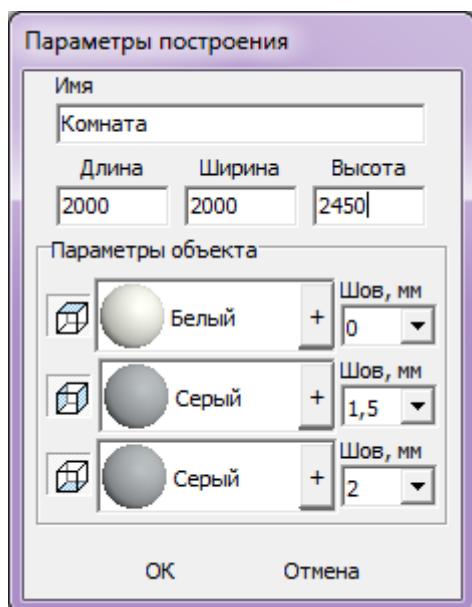 Параметры построения
Имя
Комната
Длина Ширина Высота
2000 2000 2450
Параметры объекта
Шов, мм
Белый + 0
Шов, мм
Серый + 1,5
Шов, мм
Серый + 2
ОК Отмена